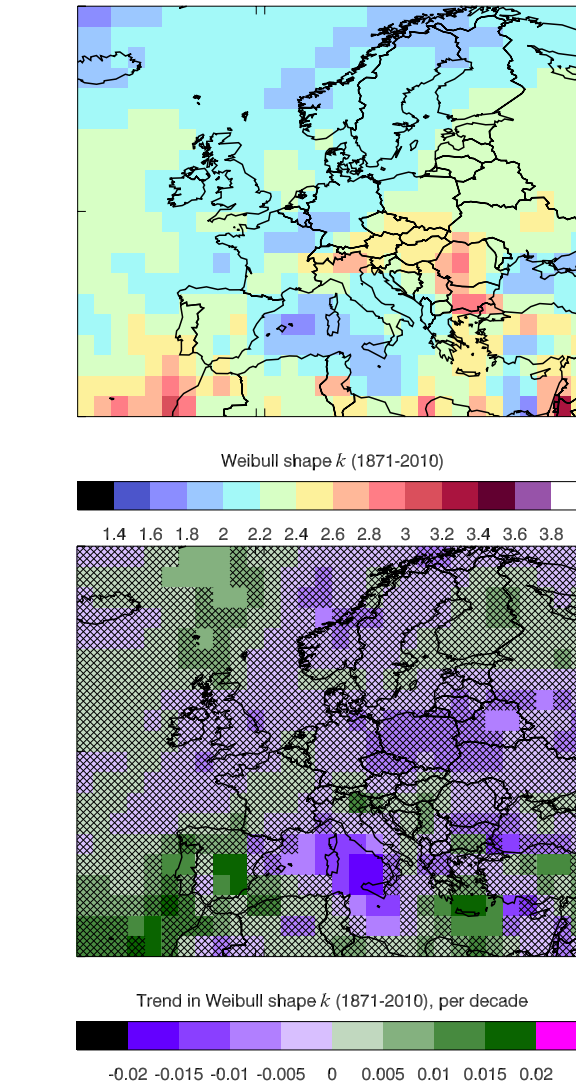 Weibull shape k (1871-2010)
1.4 1.6 1.8 2 2.2 2.4 2.6 2.8 3 3.2 3.4 3.6 3.8
Trend in Weibull shape k (1871-2010), per decade
-0.02 -0.015 -0.01 -0.005 0 0.005 0.01 0.015 0.02